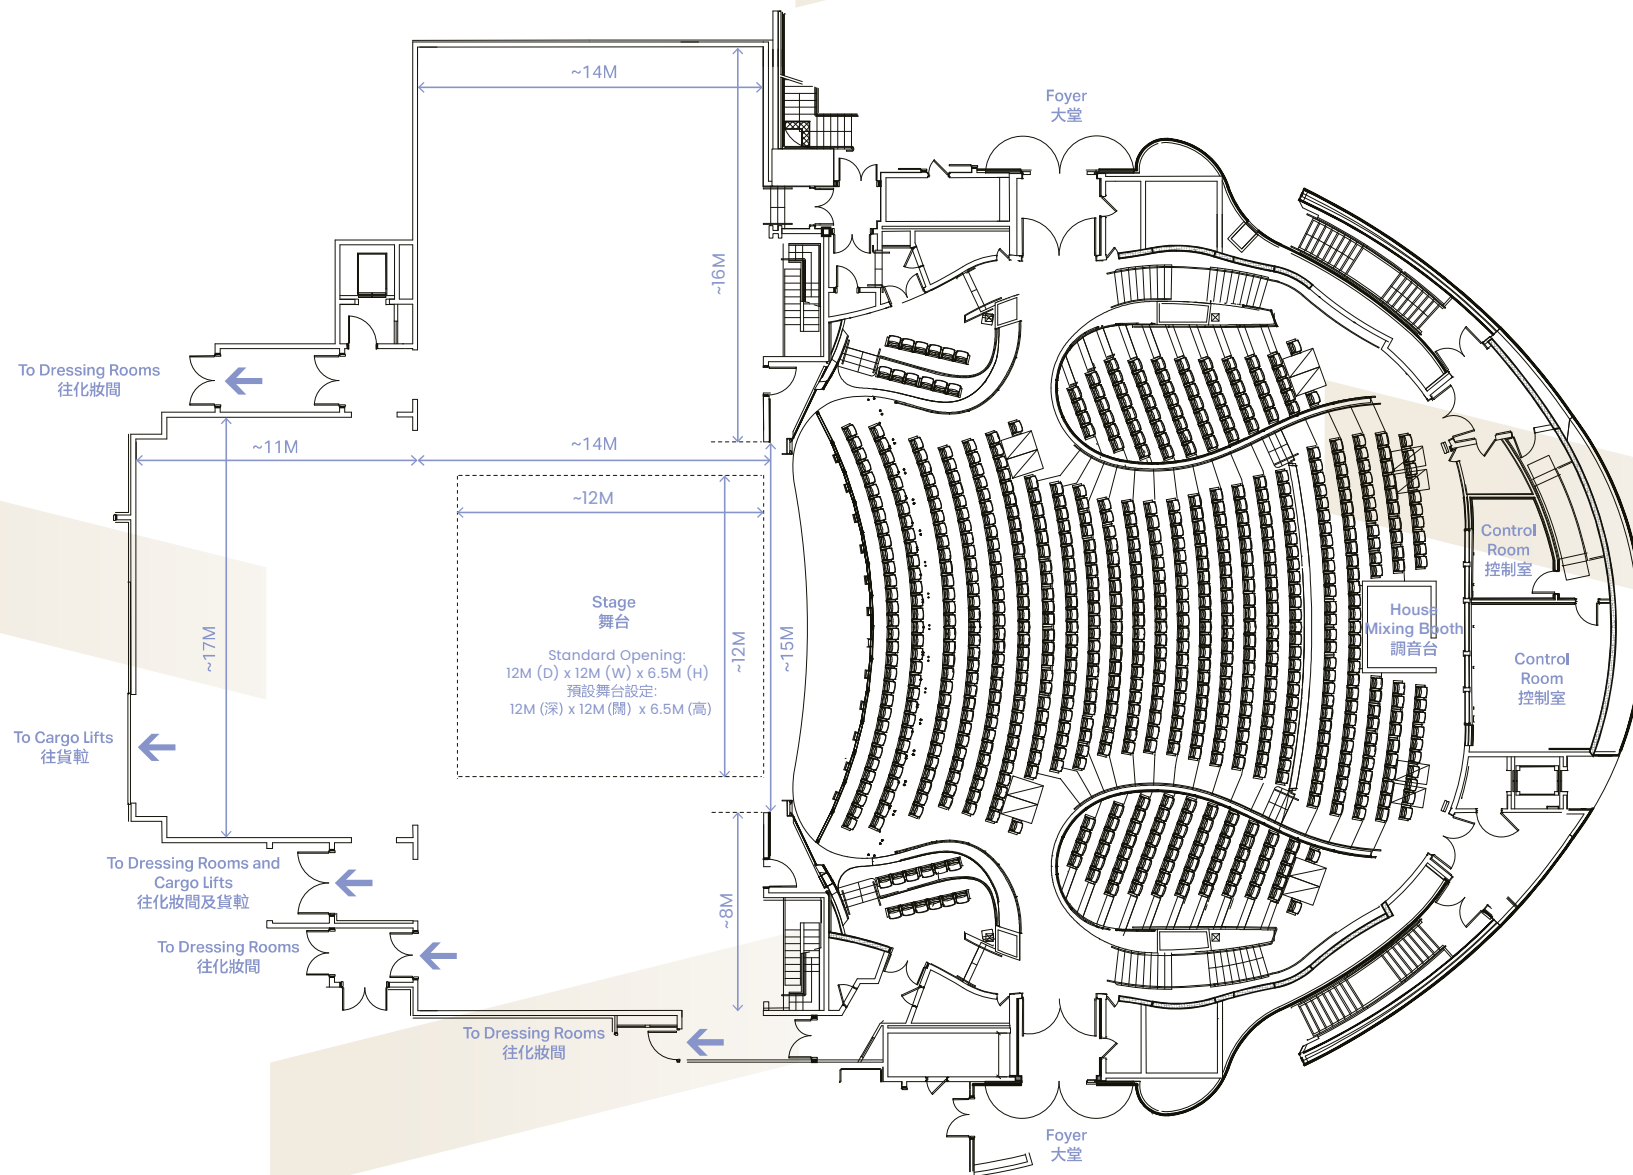 ~14M
Foyer
大堂
~16M
To Dressing Rooms
往化妝間
~11M
~14M
~12M
Control
Room
控制室
Stage
舞台
House
Mixing Booth
調音台
~17M
~12M
~15M
Standard Opening:
12M (D) x 12M (W) x 6.5M (H)
預設舞台設定:
12M (深) x 12M (闊) x 6.5M (高)
Control
Room
控制室
To Cargo Lifts
往貨𨋢
To Dressing Rooms and
Cargo Lifts
往化妝間及貨𨋢
~8M
To Dressing Rooms
往化妝間
To Dressing Rooms
往化妝間
Foyer
大堂